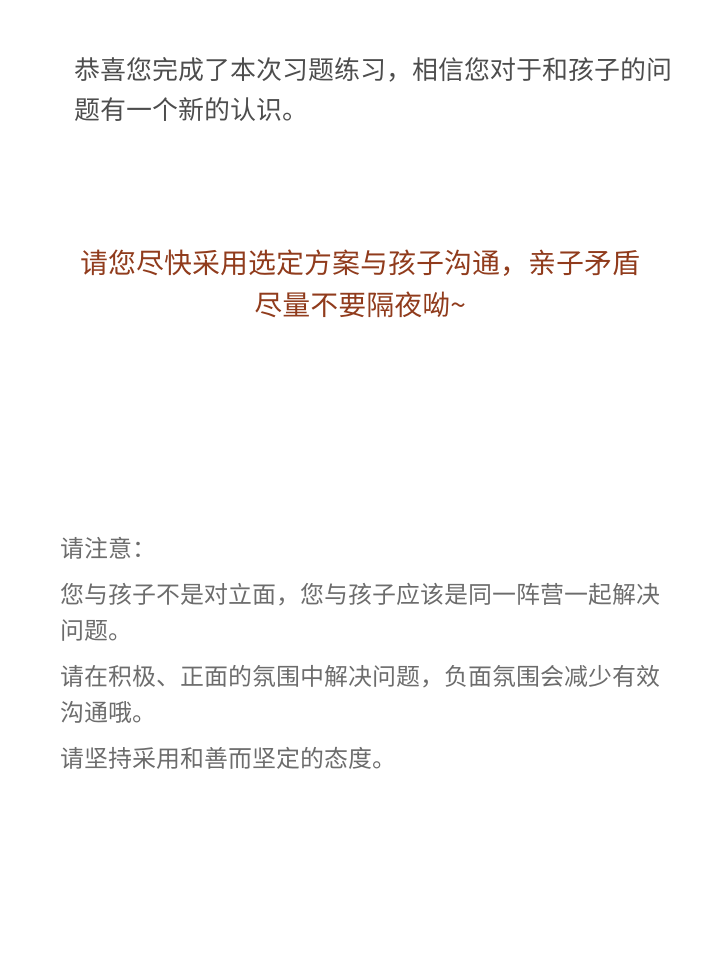 恭喜您完成了本次习题练习，相信您对于和孩子的问
题有一个新的认识。
请您尽快采用选定方案与孩子沟通，亲子矛盾
尽量不要隔夜呦~
请注意：
您与孩子不是对立面，您与孩子应该是同一阵营一起解决
问题。
请在积极、正面的氛围中解决问题，负面氛围会减少有效
沟通哦。
请坚持采用和善而坚定的态度。